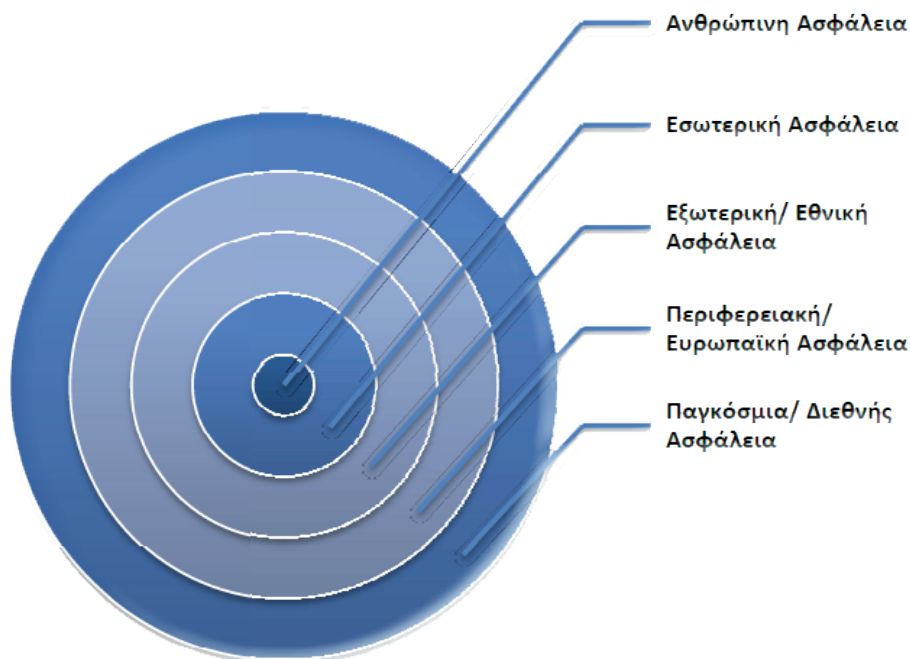 Ανθρώπινη Ασφάλεια
Εσωτερική Ασφάλεια
Εξωτερική/ Εθνική
Ασφάλεια
Περιφερειακή/
Ευρωπαϊκή Ασφάλεια
Παγκόσμια/ Διεθνής
Ασφάλεια